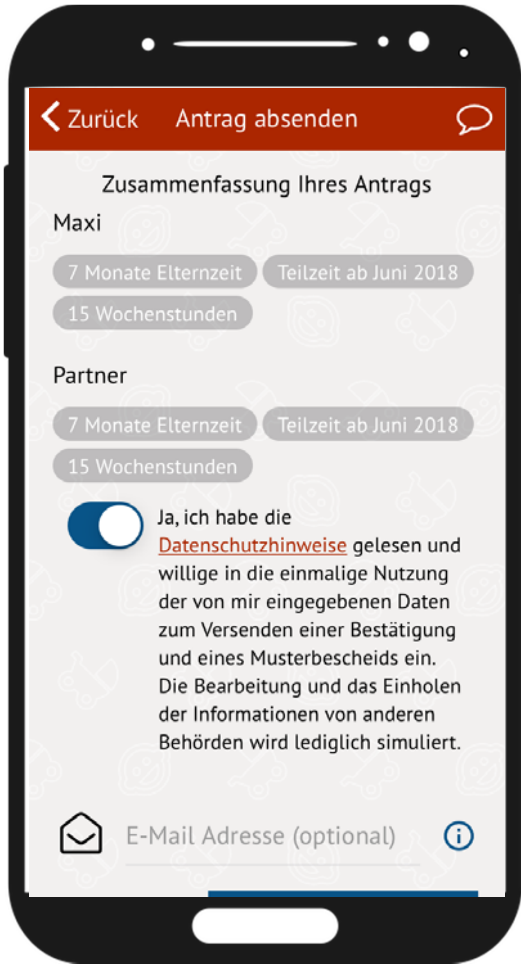 Zurück Antrag absenden
Zusammenfassung Ihres Antrags
Maxi
7 Monate Elternzeit Teilzeit ab Juni 2018
15 Wochenstunden
Partner
7 Monate Elternzeit Teilzeit ab Juni 2018
15 Wochenstunden
Ja, ich habe die
Datenschutzhinweise gelesen und
willige in die einmalige Nutzung
der von mir eingegebenen Daten
zum Versenden einer Bestätigung
und eines Musterbescheids ein.
Die Bearbeitung und das Einholen
der Informationen von anderen
Behörden wird lediglich simuliert.
E-Mail Adresse (optional)